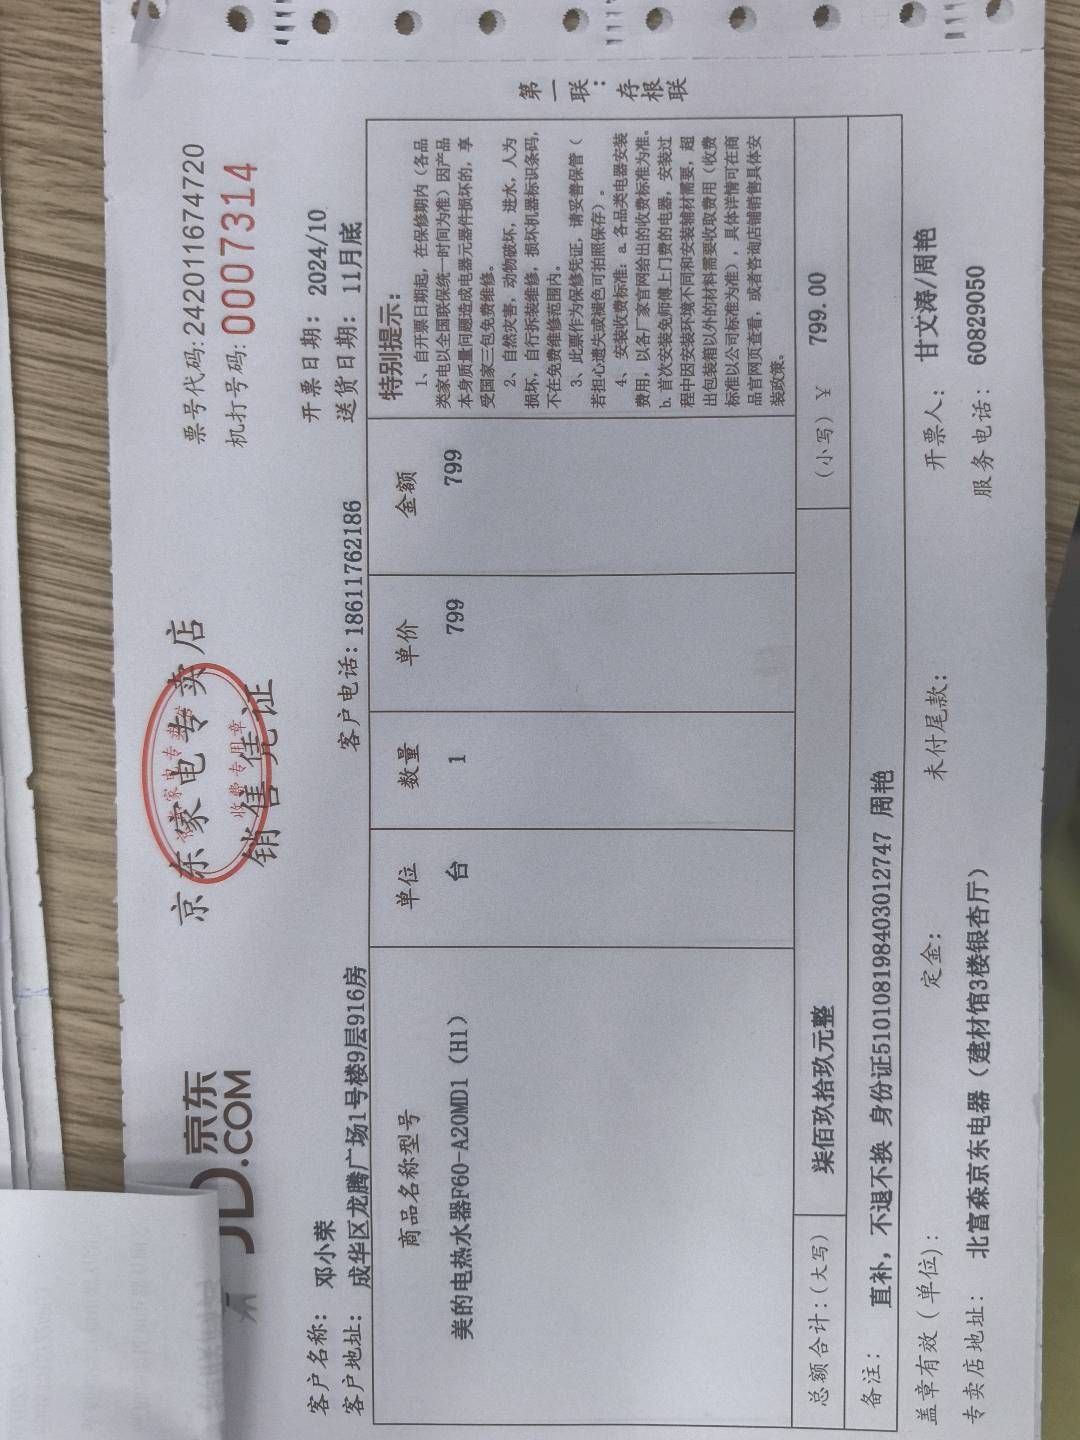 JD京东
.COM
京东家电专卖店
销售凭证
家电专卖
收费专用章
票号代码:242011674720
机打号码:0007314
客户名称: 邓小荣
开票日期: 2024/10
客户地址: 成华区龙腾广场1号楼9层916房
客户电话: 18611762186
送货日期: 11月底
商品名称型号 单位 数量 单价 金额
美的电热水器F60-A20MD1 (H1) 台 1 799 799
特别提示:
1、自开票日期起，在保修期内（各品
类家电以全国联保统一时间为准）因产品
本身质量问题造成电器元器件损坏的，享
受国家三包免费维修。
2、自然灾害，动物破坏，进水，人为
损坏，自行拆装维修，损坏机器标识条码，
不在免费维修范围内。
3、此票作为保修凭证，请妥善保管（
若担心遗失或褪色可拍照保存）。
4、安装收费标准：a.各品类电器安装
费用，以各厂家官网给出的收费标准为准。
b.首次安装免师傅上门费的电器，安装过
程中因安装环境不同和安装辅材需要，超
出包装箱以外的材料需要收取费用（收费
标准以公司标准为准），具体详情可在商
品官网页查看，或者咨询店铺销售具体安
装政策。
总额合计:（大写） 柒佰玖拾玖元整 （小写）￥ 799.00
备注: 直补，不退不换 身份证510108198403012747 周艳
盖章有效（单位）: 定金: 未付尾款: 开票人: 甘文涛/周艳
专卖店地址: 北富森京东电器（建材馆3楼银杏厅） 服务电话: 60829050
第一联：存根联